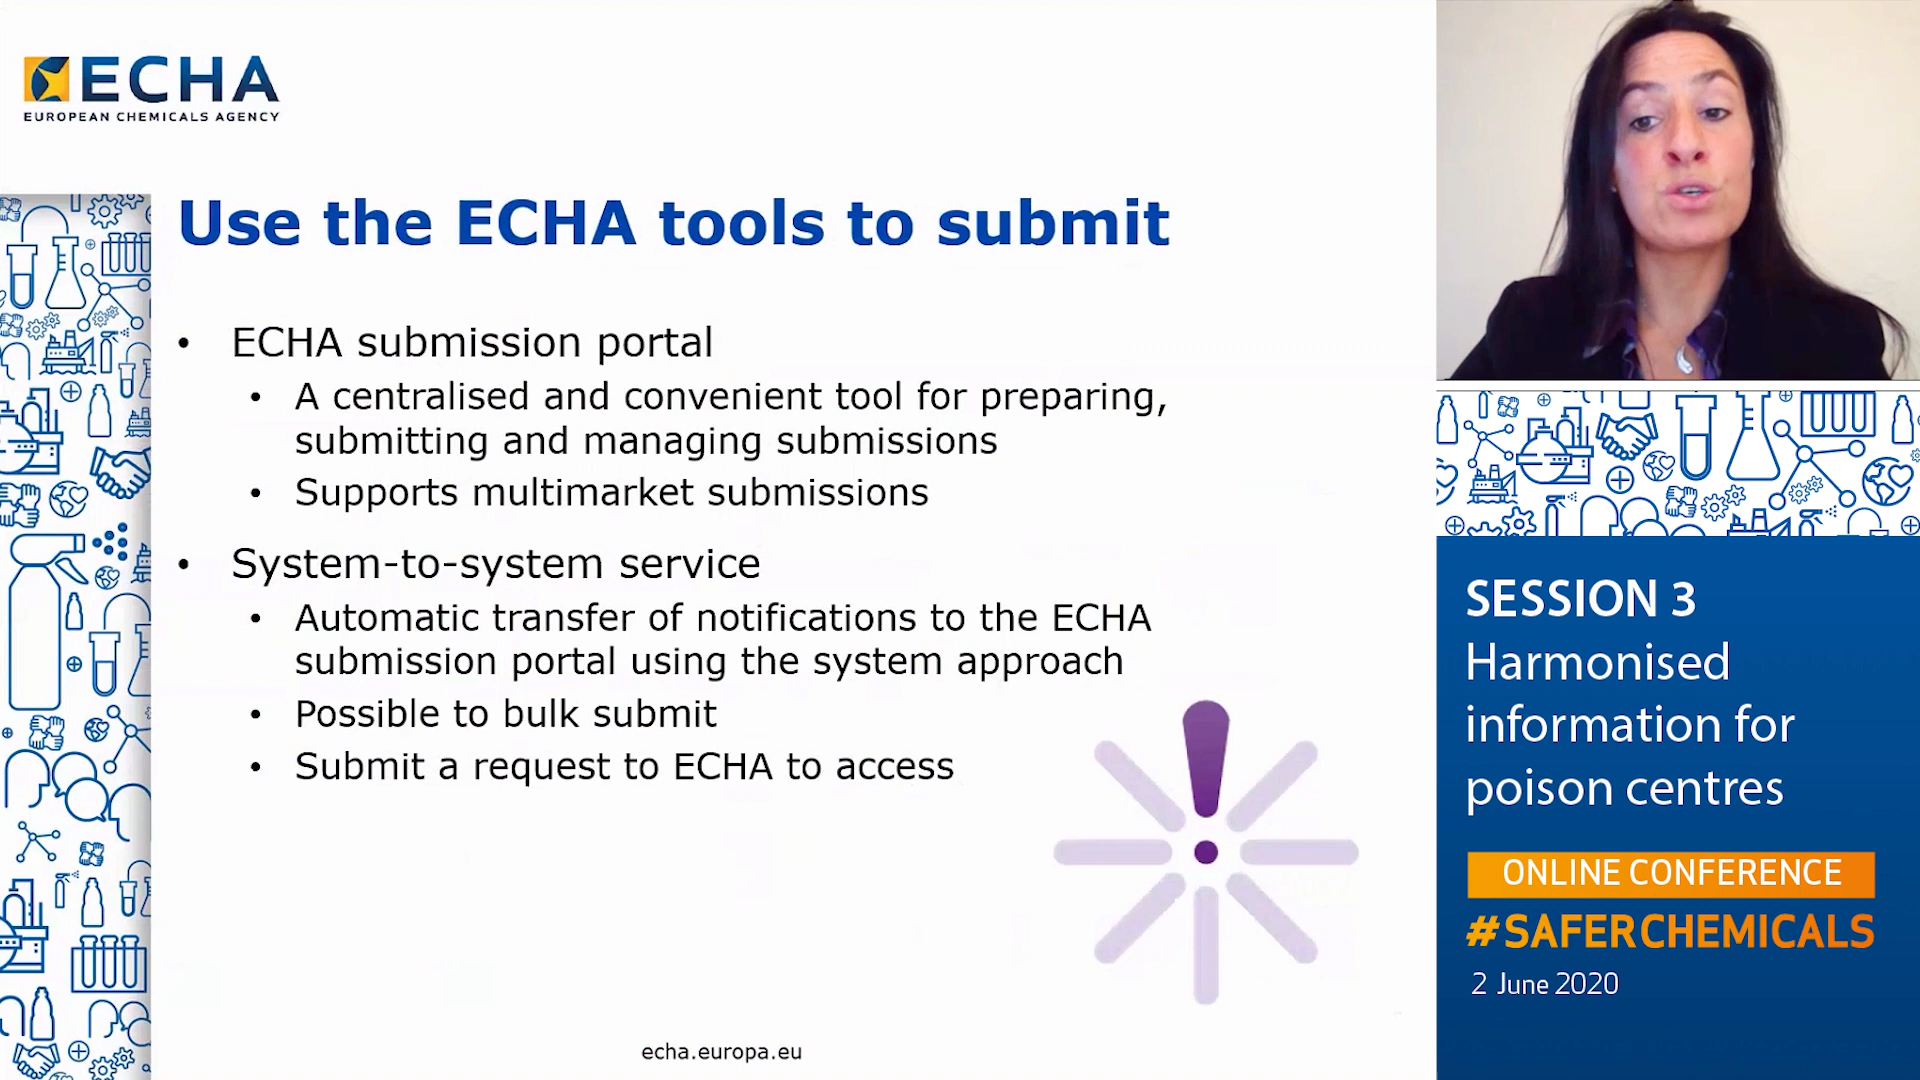 ECHA
EUROPEAN CHEMICALS AGENCY
Use the ECHA tools to submit
• ECHA submission portal
• A centralised and convenient tool for preparing,
submitting and managing submissions
• Supports multimarket submissions
• System-to-system service
• Automatic transfer of notifications to the ECHA
submission portal using the system approach
• Possible to bulk submit
• Submit a request to ECHA to access
echa.europa.eu
SESSION 3
Harmonised
information for
poison centres
ONLINE CONFERENCE
#SAFERCHEMICALS
2 June 2020